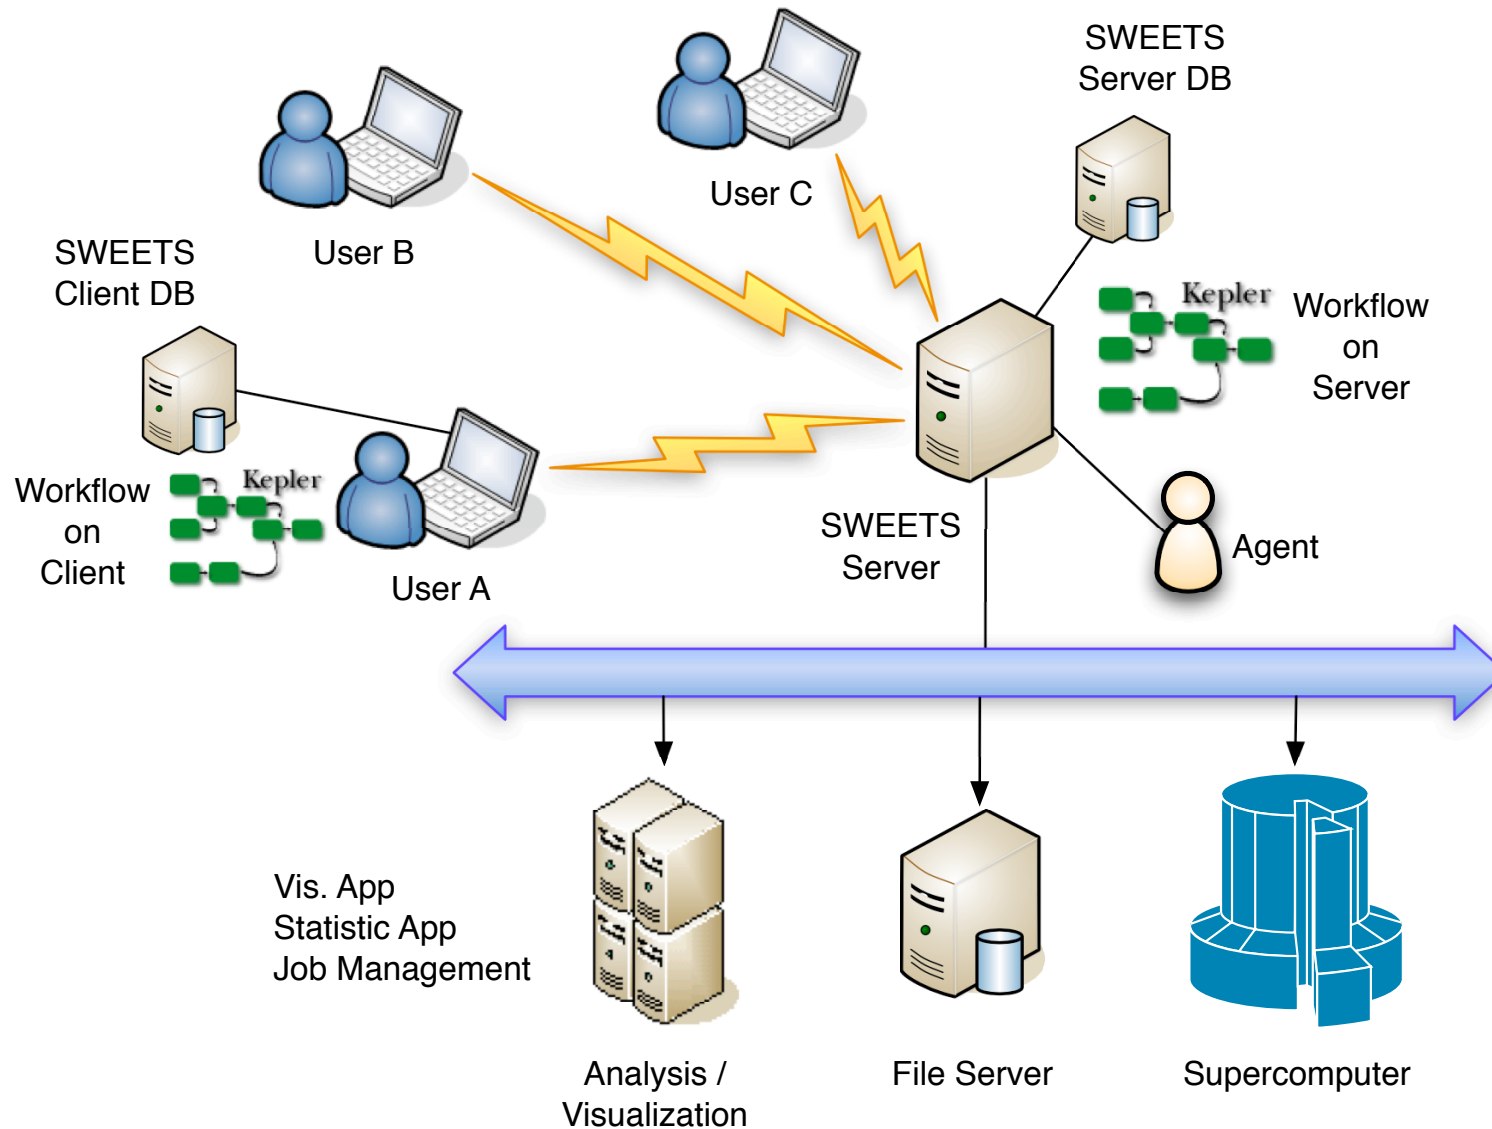 SWEETS
Server DB
User C
User B
SWEETS
Client DB
Kepler
Workflow
on
Server
Kepler
Workflow
on
Client
User A
SWEETS
Server
Agent
Vis. App
Statistic App
Job Management
Analysis /
Visualization
File Server
Supercomputer